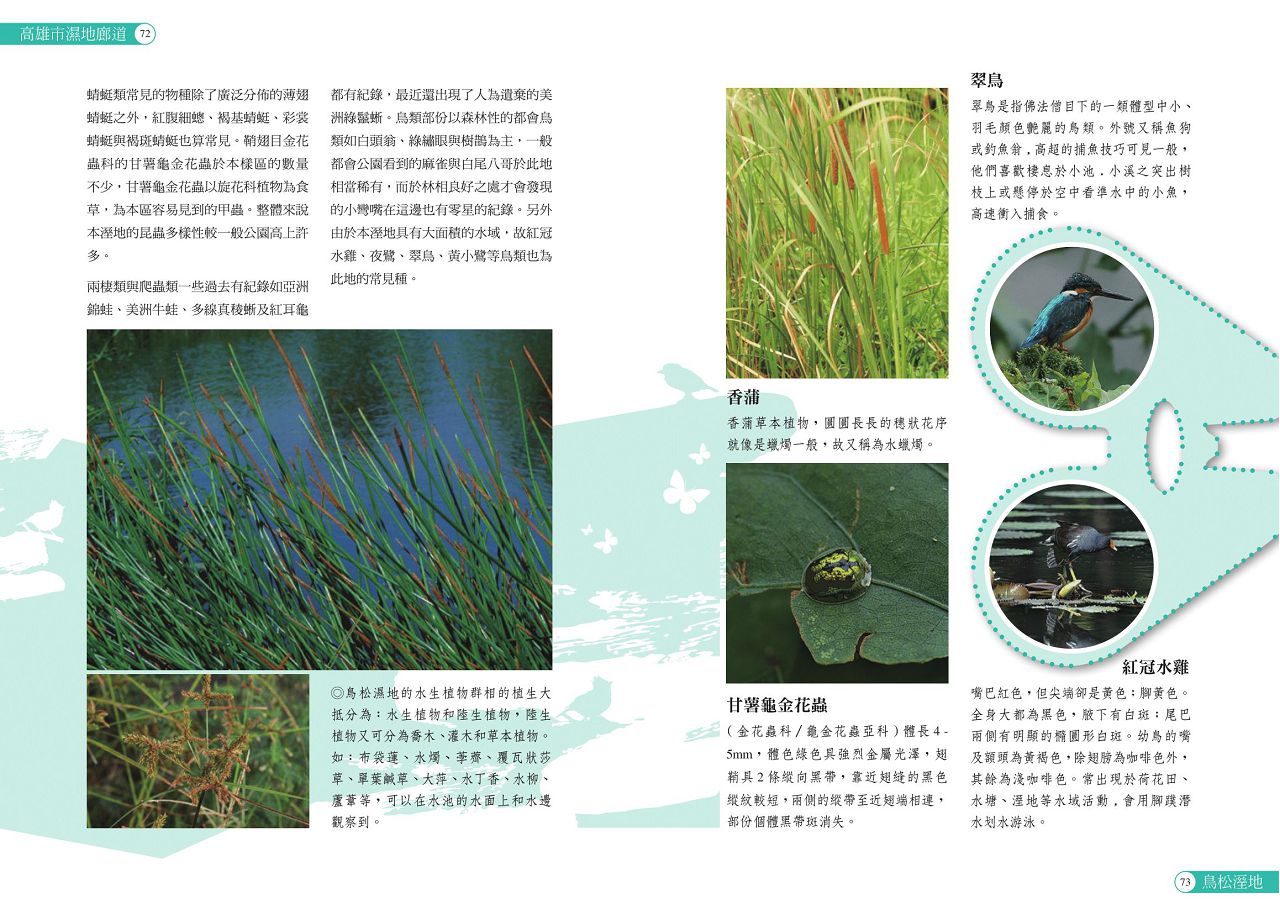 高雄市濕地廊道 72
蜻蜓類常見的物種除了廣泛分佈的薄翅
蜻蜓之外，紅腹細蟌、褐基蜻蜓、彩裳
蜻蜓與褐斑蜻蜓也算常見。鞘翅目金花
蟲科的甘薯龜金花蟲於本樣區的數量
不少，甘薯龜金花蟲以旋花科植物為食
草，為本區容易見到的甲蟲。整體來說
本溼地的昆蟲多樣性較一般公園高上許
多。
兩棲類與爬蟲類一些過去有紀錄如亞洲
錦蛙、美洲牛蛙、多線真稜蜥及紅耳龜
都有紀錄，最近還出現了人為遺棄的美
洲綠鬣蜥。鳥類部份以森林性的都會鳥
類如白頭翁、綠繡眼與樹鵲為主，一般
都會公園看到的麻雀與白尾八哥於此地
相當稀有，而於林相良好之處才會發現
的小彎嘴在這邊也有零星的紀錄。另外
由於本溼地具有大面積的水域，故紅冠
水雞、夜鷺、翠鳥、黃小鷺等鳥類也為
此地的常見種。
◎鳥松濕地的水生植物群相的植生大
抵分為：水生植物和陸生植物，陸生
植物又可分為喬木、灌木和草本植物。
如：布袋蓮、水燭、荸薺、覆瓦狀莎
草、單葉鹹草、大萍、水丁香、水柳、
蘆葦等，可以在水池的水面上和水邊
觀察到。
香蒲
香蒲草本植物，圓圓長長的穗狀花序
就像是蠟燭一般，故又稱為水蠟燭。
甘薯龜金花蟲
(金花蟲科/龜金花蟲亞科)體長4-
5mm，體色綠色具強烈金屬光澤，翅
鞘具2條縱向黑帶，靠近翅縫的黑色
縱紋較短，兩側的縱帶至近翅端相連，
部份個體黑帶斑消失。
翠鳥
翠鳥是指佛法僧目下的一類體型中小、
羽毛顏色艷麗的鳥類。外號又稱魚狗
或釣魚翁，高超的捕魚技巧可見一般，
他們喜歡棲息於小池．小溪之突出樹
枝上或懸停於空中看準水中的小魚，
高速衝入捕食。
紅冠水雞
嘴巴紅色，但尖端卻是黃色；腳黃色。
全身大都為黑色，腋下有白斑；尾巴
兩側有明顯的橢圓形白斑。幼鳥的嘴
及額頭為黃褐色，除翅膀為咖啡色外，
其餘為淺咖啡色。常出現於荷花田、
水塘、溼地等水域活動，會用腳蹼潛
水划水游泳。
73 鳥松溼地